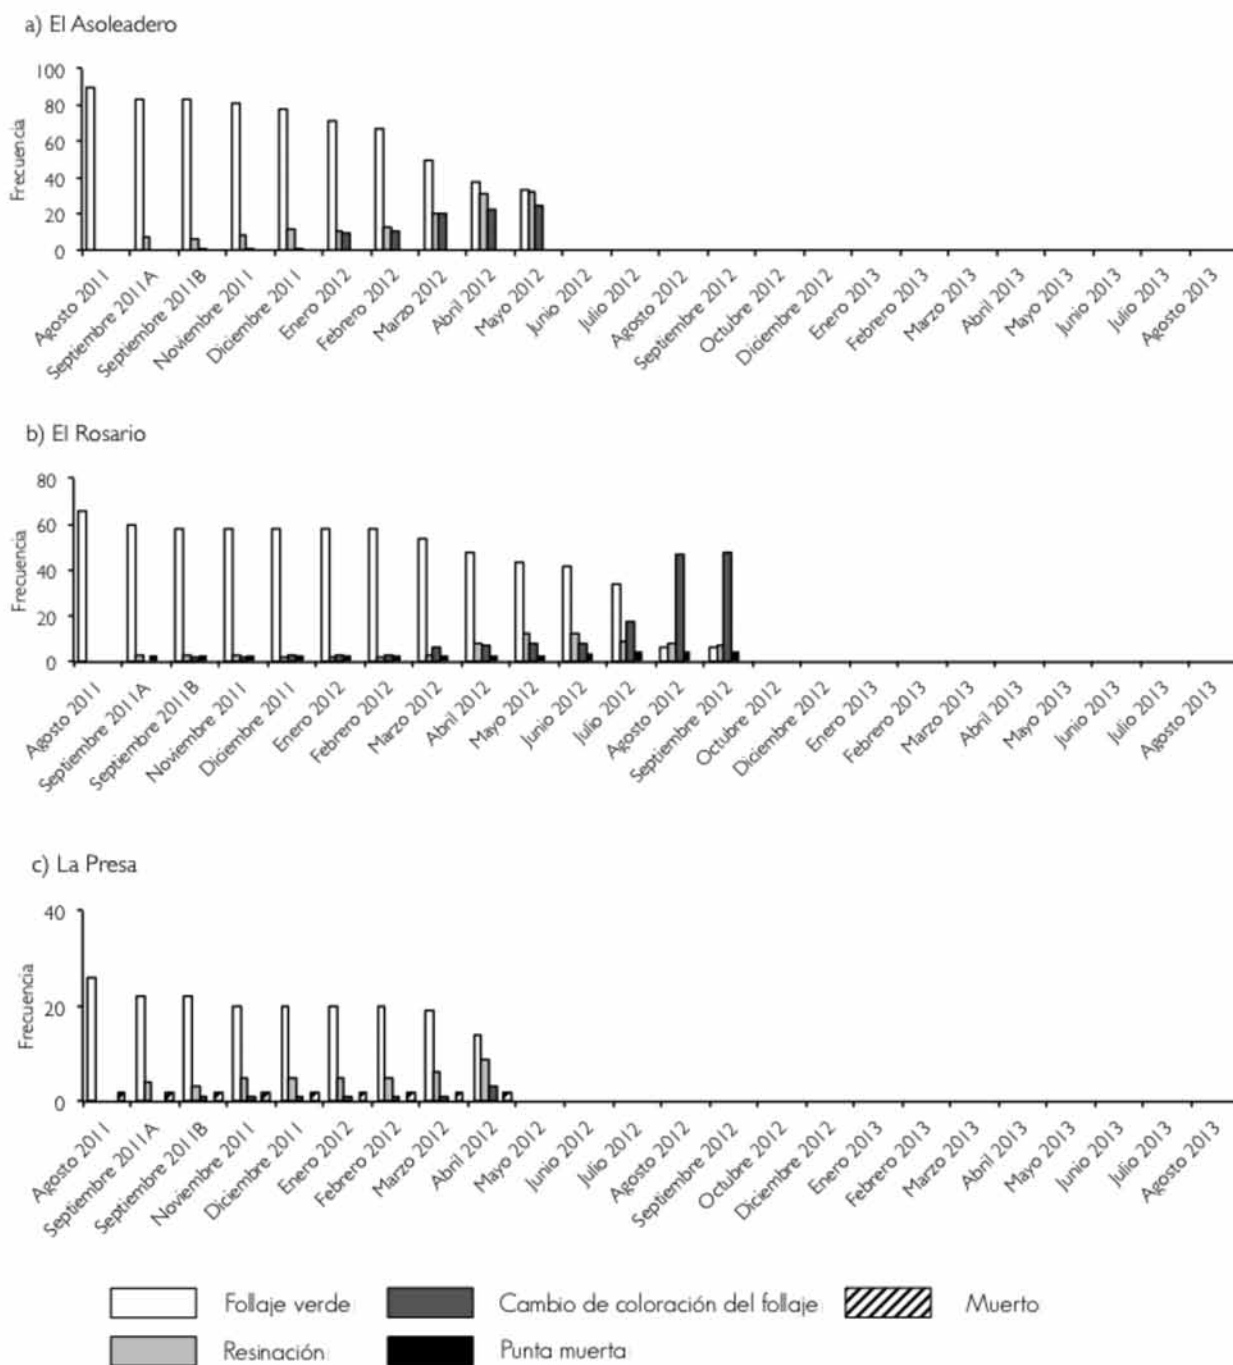 a) El Asoleadero
Frecuencia
100
80
60
40
20
0
Agosto 2011
Septiembre 2011A
Septiembre 2011B
Noviembre 2011
Diciembre 2011
Enero 2012
Febrero 2012
Marzo 2012
Abril 2012
Mayo 2012
Junio 2012
Julio 2012
Agosto 2012
Septiembre 2012
Octubre 2012
Diciembre 2012
Enero 2013
Febrero 2013
Marzo 2013
Abril 2013
Mayo 2013
Junio 2013
Julio 2013
Agosto 2013
b) El Rosario
Frecuencia
80
60
40
20
0
Agosto 2011
Septiembre 2011A
Septiembre 2011B
Noviembre 2011
Diciembre 2011
Enero 2012
Febrero 2012
Marzo 2012
Abril 2012
Mayo 2012
Junio 2012
Julio 2012
Agosto 2012
Septiembre 2012
Octubre 2012
Diciembre 2012
Enero 2013
Febrero 2013
Marzo 2013
Abril 2013
Mayo 2013
Junio 2013
Julio 2013
Agosto 2013
c) La Presa
Frecuencia
40
20
0
Agosto 2011
Septiembre 2011A
Septiembre 2011B
Noviembre 2011
Diciembre 2011
Enero 2012
Febrero 2012
Marzo 2012
Abril 2012
Mayo 2012
Junio 2012
Julio 2012
Agosto 2012
Septiembre 2012
Octubre 2012
Diciembre 2012
Enero 2013
Febrero 2013
Marzo 2013
Abril 2013
Mayo 2013
Junio 2013
Julio 2013
Agosto 2013
Follaje verde
Cambio de coloración del follaje
Muerto
Resinación
Punta muerta